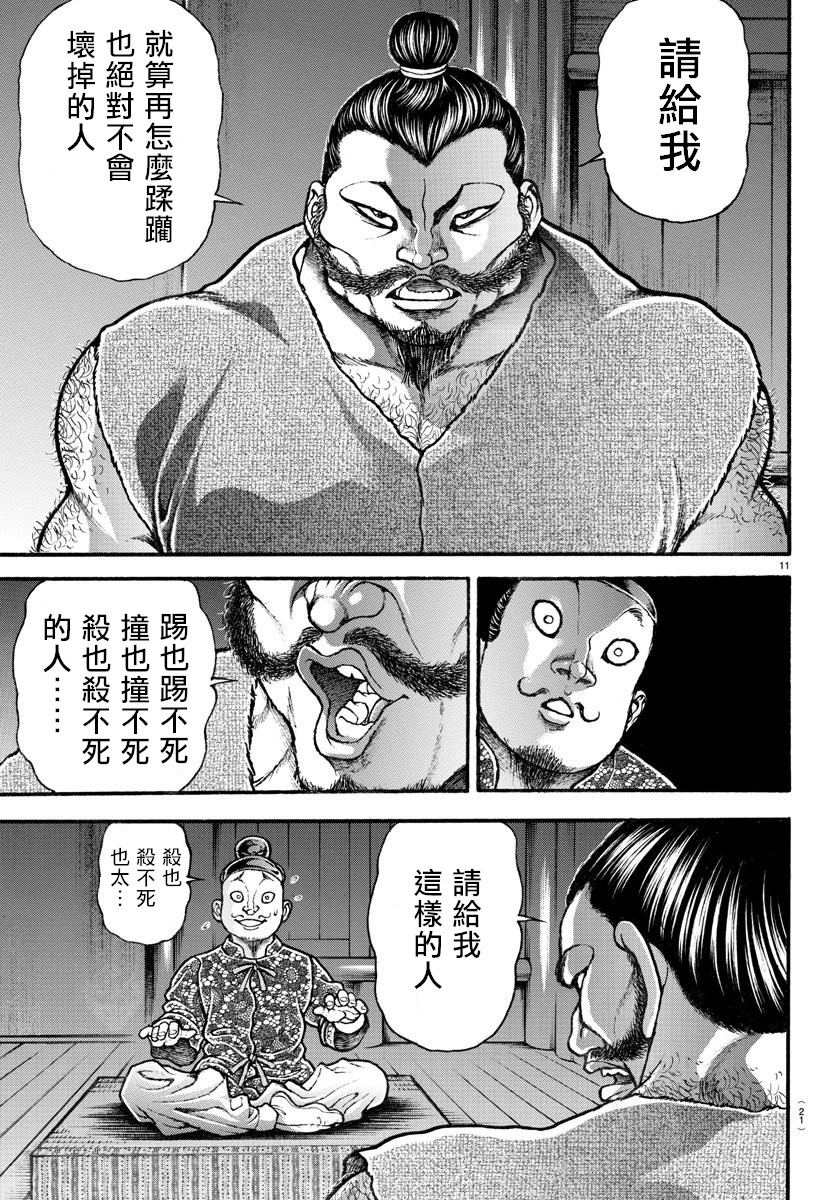 請給我
就算再怎麼蹂躪
也絕對不會
壞掉的人
11
踢也踢不死
撞也撞不死
殺也殺不死
的人……
請給我
這樣的人
殺也
殺不死
也太…
(21)